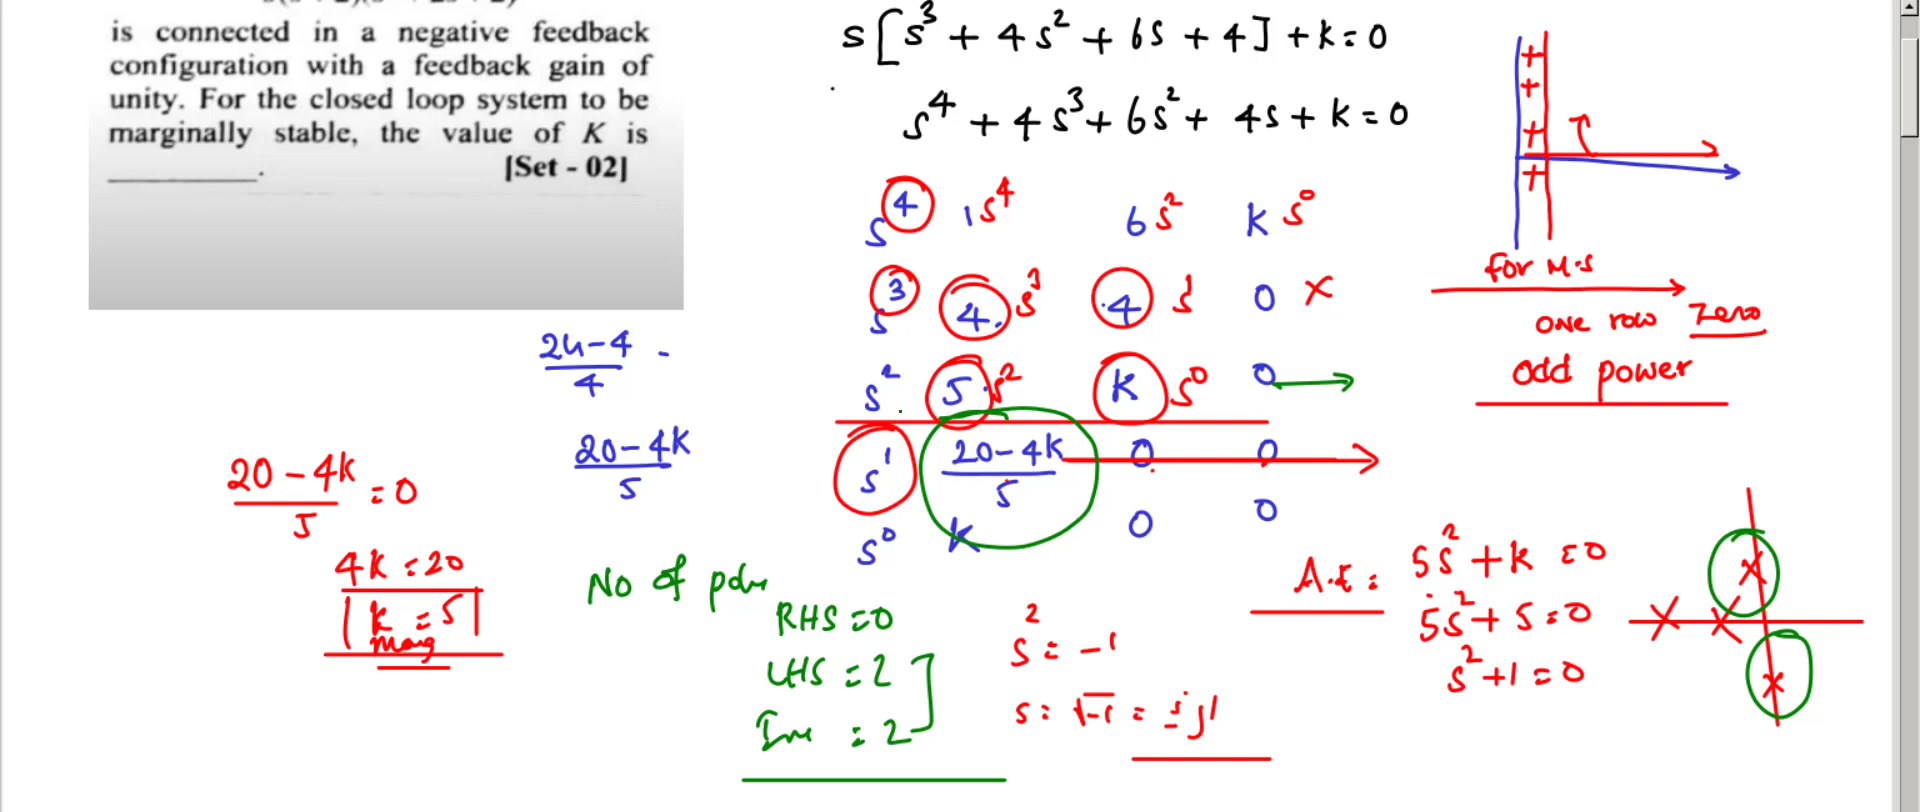 is connected in a negative feedback
configuration with a feedback gain of
unity. For the closed loop system to be
marginally stable, the value of K is
__________.
[Set - 02]
s[s³ + 4s² + 6s + 4] + k = 0
s⁴ + 4s³ + 6s² + 4s + k = 0
s⁴ 1s⁴ 6s² k s⁰
s³ 4 s³ 4 s¹ 0 ×
s² 5 s² k s⁰ 0
s¹ 20-4k/5 0 0
s⁰ k 0 0
24-4/4
20-4k/5
20-4k/5 = 0
4k = 20
k = 5
marg
No of poles
RHS = 0
LHS = 2
Im = 2
s² = -1
s = √-1 = ±j1
A.E = 5s² + k = 0
5s² + 5 = 0
s² + 1 = 0
+
+
+
+
for M.S
one row Zero
odd power